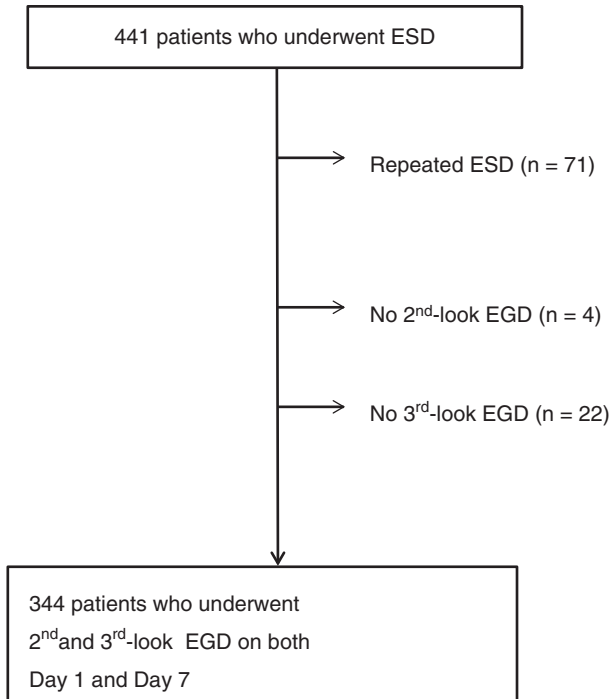 441 patients who underwent ESD
Repeated ESD (n = 71)
No 2nd-look EGD (n = 4)
No 3rd-look EGD (n = 22)
344 patients who underwent
2ndand 3rd-look EGD on both
Day 1 and Day 7